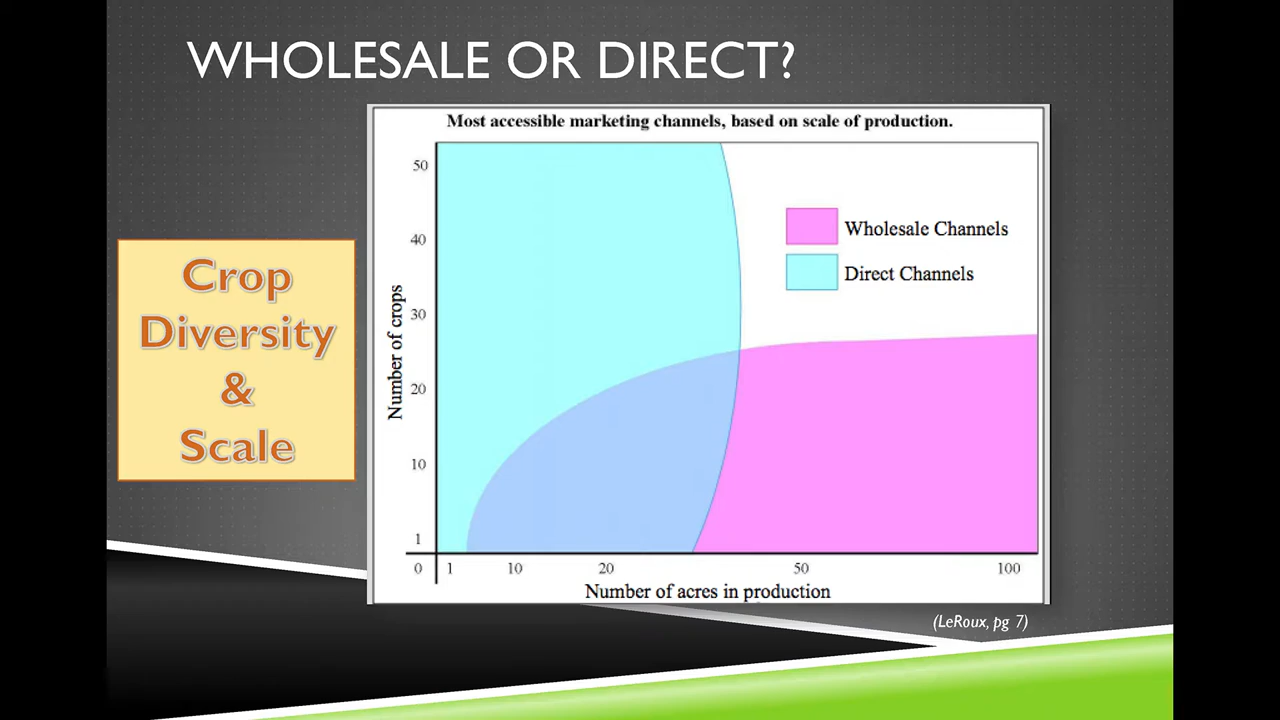 WHOLESALE OR DIRECT?
Most accessible marketing channels, based on scale of production.
Crop
Diversity
&
Scale
Number of crops
50
40
30
20
10
1
Wholesale Channels
Direct Channels
0 1 10 20 50 100
Number of acres in production
(LeRoux, pg 7)